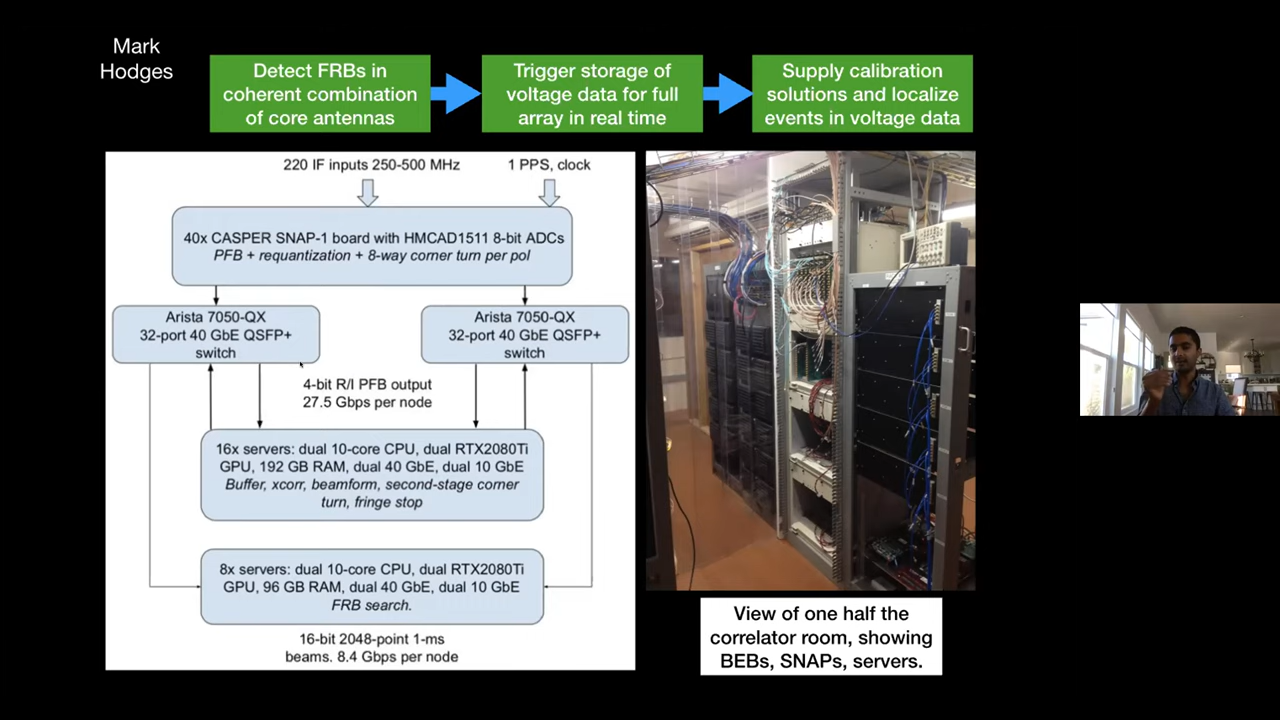 Mark
Hodges
Detect FRBs in
coherent combination
of core antennas
Trigger storage of
voltage data for full
array in real time
Supply calibration
solutions and localize
events in voltage data
220 IF inputs 250-500 MHz
1 PPS, clock
40x CASPER SNAP-1 board with HMCAD1511 8-bit ADCs
PFB + requantization + 8-way corner turn per pol
Arista 7050-QX
32-port 40 GbE QSFP+
switch
Arista 7050-QX
32-port 40 GbE QSFP+
switch
4-bit R/I PFB output
27.5 Gbps per node
16x servers: dual 10-core CPU, dual RTX2080Ti
GPU, 192 GB RAM, dual 40 GbE, dual 10 GbE
Buffer, xcorr, beamform, second-stage corner
turn, fringe stop
8x servers: dual 10-core CPU, dual RTX2080Ti
GPU, 96 GB RAM, dual 40 GbE, dual 10 GbE
FRB search.
16-bit 2048-point 1-ms
beams. 8.4 Gbps per node
View of one half the
correlator room, showing
BEBs, SNAPs, servers.